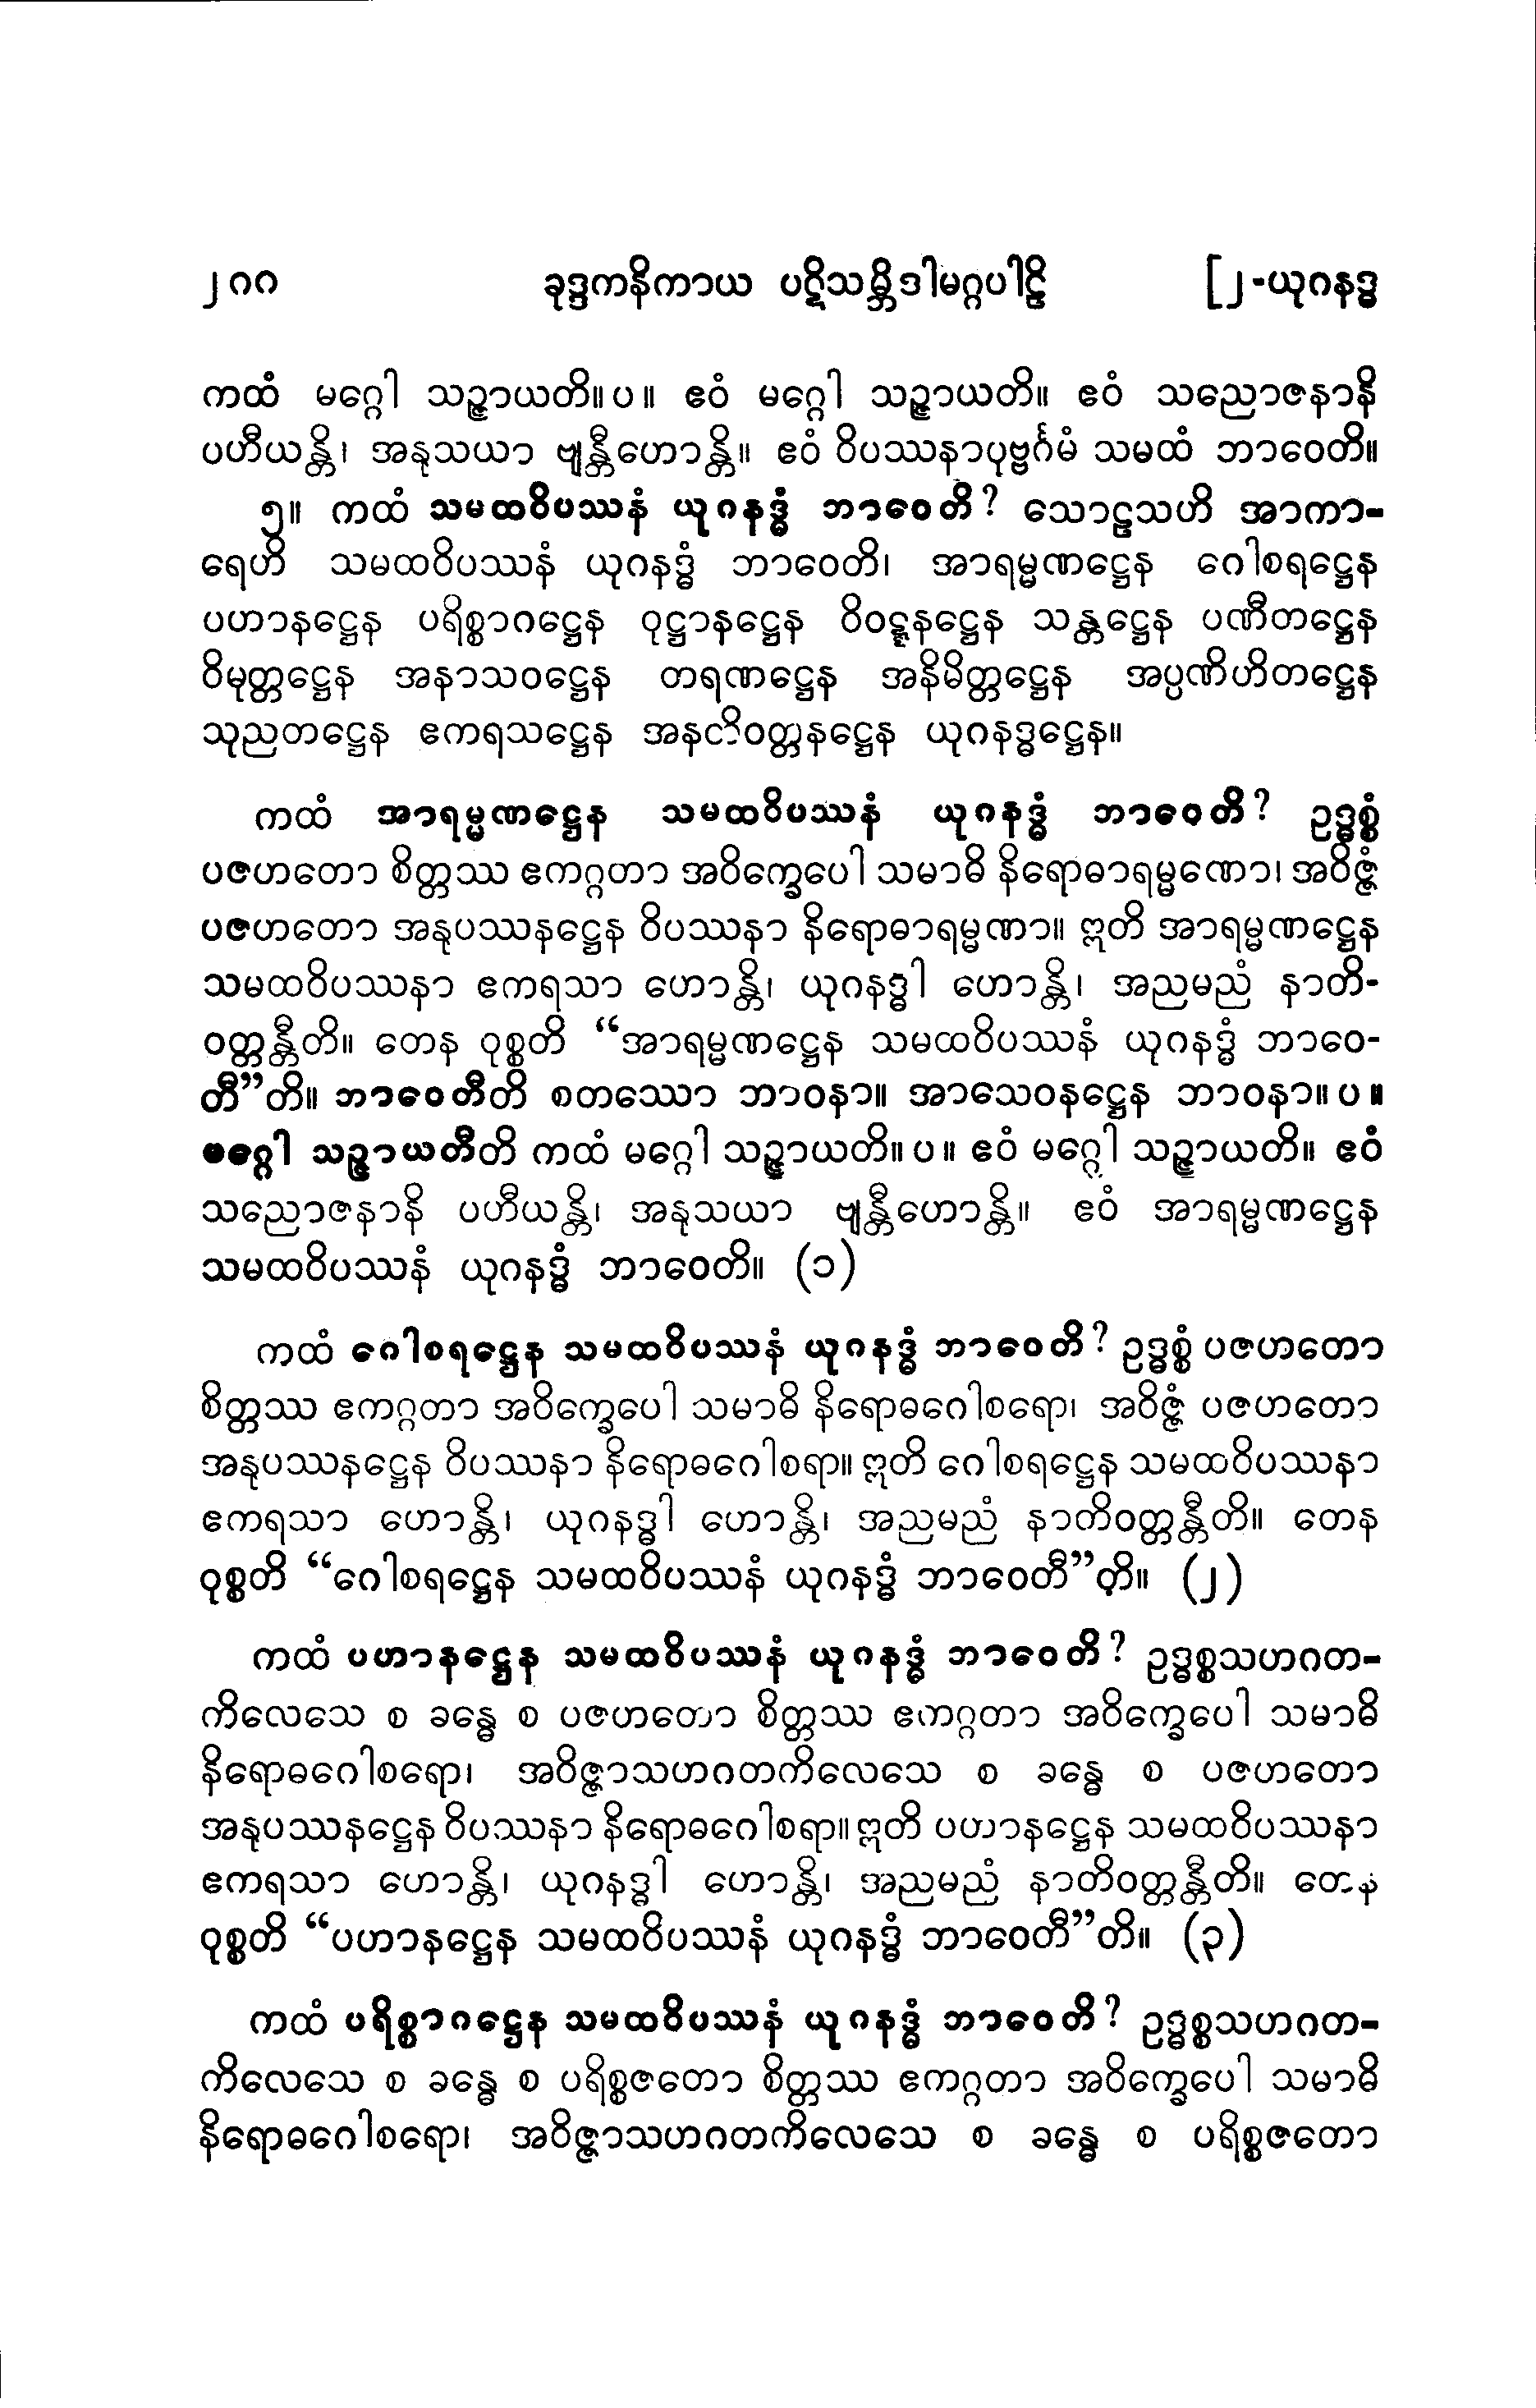 ၂၈၈ ခုဒ္ဒကနိကာယ ပဋိသမ္ဘိဒါမဂ္ဂပါဠိ [၂-ယုဂနဒ္ဓ
ကထံ မဂ္ဂေါ သဉ္ဇာယတိ။ပ။ ဧဝံ မဂ္ဂေါ သဉ္ဇာယတိ။ ဧဝံ သညောဇနာနိ
ပဟီယန္တိ၊ အနုသယာ ဗျန္တီဟောန္တိ။ ဧဝံ ဝိပဿနာပုဗ္ဗင်္ဂမံ သမထံ ဘာဝေတိ။
၅။ ကထံ သမထဝိပဿနံ ယုဂနဒ္ဓံ ဘာဝေတိ? သောဠသဟိ အာကာ-
ရေဟိ သမထဝိပဿနံ ယုဂနဒ္ဓံ ဘာဝေတိ၊ အာရမ္မဏဋ္ဌေန ဂေါစရဋ္ဌေန
ပဟာနဋ္ဌေန ပရိစ္စာဂဋ္ဌေန ဝုဋ္ဌာနဋ္ဌေန ဝိဝဋ္ဋနဋ္ဌေန သန္တဋ္ဌေန ပဏီတဋ္ဌေန
ဝိမုတ္တဋ္ဌေန အနာသဝဋ္ဌေန တရဏဋ္ဌေန အနိမိတ္တဋ္ဌေန အပ္ပဏိဟိတဋ္ဌေန
သုညတဋ္ဌေန ဧကရသဋ္ဌေန အနတိဝတ္တနဋ္ဌေန ယုဂနဒ္ဓဋ္ဌေန။
ကထံ အာရမ္မဏဋ္ဌေန သမထဝိပဿနံ ယုဂနဒ္ဓံ ဘာဝေတိ? ဥဒ္ဓစ္စံ
ပဇဟတော စိတ္တဿ ဧကဂ္ဂတာ အဝိက္ခေပေါ သမာဓိ နိရောဓာရမ္မဏော၊ အဝိဇ္ဇံ
ပဇဟတော အနုပဿနဋ္ဌေန ဝိပဿနာ နိရောဓာရမ္မဏာ။ ဣတိ အာရမ္မဏဋ္ဌေန
သမထဝိပဿနာ ဧကရသာ ဟောန္တိ၊ ယုဂနဒ္ဓါ ဟောန္တိ၊ အညမညံ နာတိ-
ဝတ္တန္တီတိ။ တေန ဝုစ္စတိ “အာရမ္မဏဋ္ဌေန သမထဝိပဿနံ ယုဂနဒ္ဓံ ဘာဝေ-
တီ”တိ။ ဘာဝေတီတိ စတဿော ဘာဝနာ။ အာသေဝနဋ္ဌေန ဘာဝနာ။ပ။
မဂ္ဂေါ သဉ္ဇာယတီတိ ကထံ မဂ္ဂေါ သဉ္ဇာယတိ။ပ။ ဧဝံ မဂ္ဂေါ သဉ္ဇာယတိ။ ဧဝံ
သညောဇနာနိ ပဟီယန္တိ၊ အနုသယာ ဗျန္တီဟောန္တိ။ ဧဝံ အာရမ္မဏဋ္ဌေန
သမထဝိပဿနံ ယုဂနဒ္ဓံ ဘာဝေတိ။ (၁)
ကထံ ဂေါစရဋ္ဌေန သမထဝိပဿနံ ယုဂနဒ္ဓံ ဘာဝေတိ? ဥဒ္ဓစ္စံ ပဇဟတော
စိတ္တဿ ဧကဂ္ဂတာ အဝိက္ခေပေါ သမာဓိ နိရောဓဂေါစရော၊ အဝိဇ္ဇံ ပဇဟတော
အနုပဿနဋ္ဌေန ဝိပဿနာ နိရောဓဂေါစရာ။ ဣတိ ဂေါစရဋ္ဌေန သမထဝိပဿနာ
ဧကရသာ ဟောန္တိ၊ ယုဂနဒ္ဓါ ဟောန္တိ၊ အညမညံ နာတိဝတ္တန္တီတိ။ တေန
ဝုစ္စတိ “ဂေါစရဋ္ဌေန သမထဝိပဿနံ ယုဂနဒ္ဓံ ဘာဝေတီ”တိ။ (၂)
ကထံ ပဟာနဋ္ဌေန သမထဝိပဿနံ ယုဂနဒ္ဓံ ဘာဝေတိ? ဥဒ္ဓစ္စသဟဂတ-
ကိလေသေ စ ခန္ဓေ စ ပဇဟတော စိတ္တဿ ဧကဂ္ဂတာ အဝိက္ခေပေါ သမာဓိ
နိရောဓဂေါစရော၊ အဝိဇ္ဇာသဟဂတကိလေသေ စ ခန္ဓေ စ ပဇဟတော
အနုပဿနဋ္ဌေန ဝိပဿနာ နိရောဓဂေါစရာ။ ဣတိ ပဟာနဋ္ဌေန သမထဝိပဿနာ
ဧကရသာ ဟောန္တိ၊ ယုဂနဒ္ဓါ ဟောန္တိ၊ အညမညံ နာတိဝတ္တန္တီတိ။ တေန
ဝုစ္စတိ “ပဟာနဋ္ဌေန သမထဝိပဿနံ ယုဂနဒ္ဓံ ဘာဝေတီ”တိ။ (၃)
ကထံ ပရိစ္စာဂဋ္ဌေန သမထဝိပဿနံ ယုဂနဒ္ဓံ ဘာဝေတိ? ဥဒ္ဓစ္စသဟဂတ-
ကိလေသေ စ ခန္ဓေ စ ပရိစ္စဇတော စိတ္တဿ ဧကဂ္ဂတာ အဝိက္ခေပေါ သမာဓိ
နိရောဓဂေါစရော၊ အဝိဇ္ဇာသဟဂတကိလေသေ စ ခန္ဓေ စ ပရိစ္စဇတော